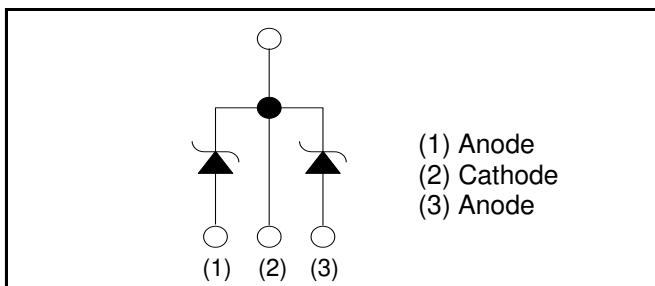 (1) Anode
(2) Cathode
(3) Anode
(1) (2) (3)